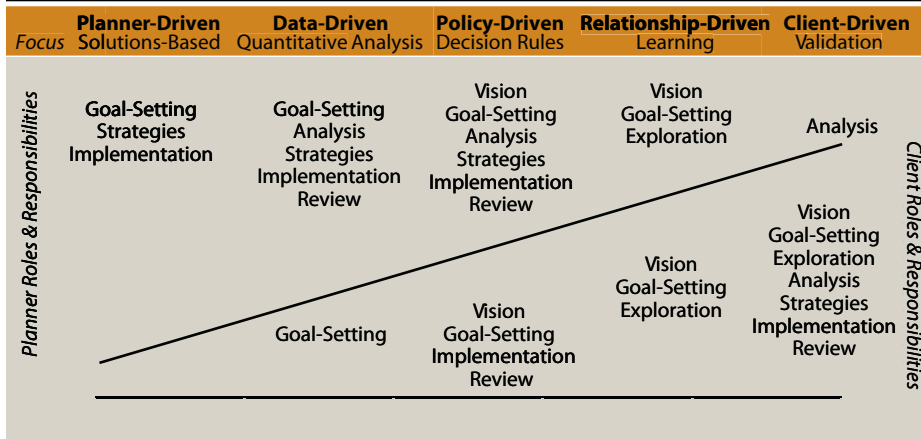 Planner-Driven Data-Driven Policy-Driven Relationship-Driven Client-Driven
Focus Solutions-Based Quantitative Analysis Decision Rules Learning Validation
Planner Roles & Responsibilities
Goal-Setting
Strategies
Implementation
Goal-Setting
Analysis
Strategies
Implementation
Review
Vision
Goal-Setting
Analysis
Strategies
Implementation
Review
Vision
Goal-Setting
Exploration
Analysis
Goal-Setting
Vision
Goal-Setting
Implementation
Review
Vision
Goal-Setting
Exploration
Vision
Goal-Setting
Exploration
Analysis
Strategies
Implementation
Review
Client Roles & Responsibilities